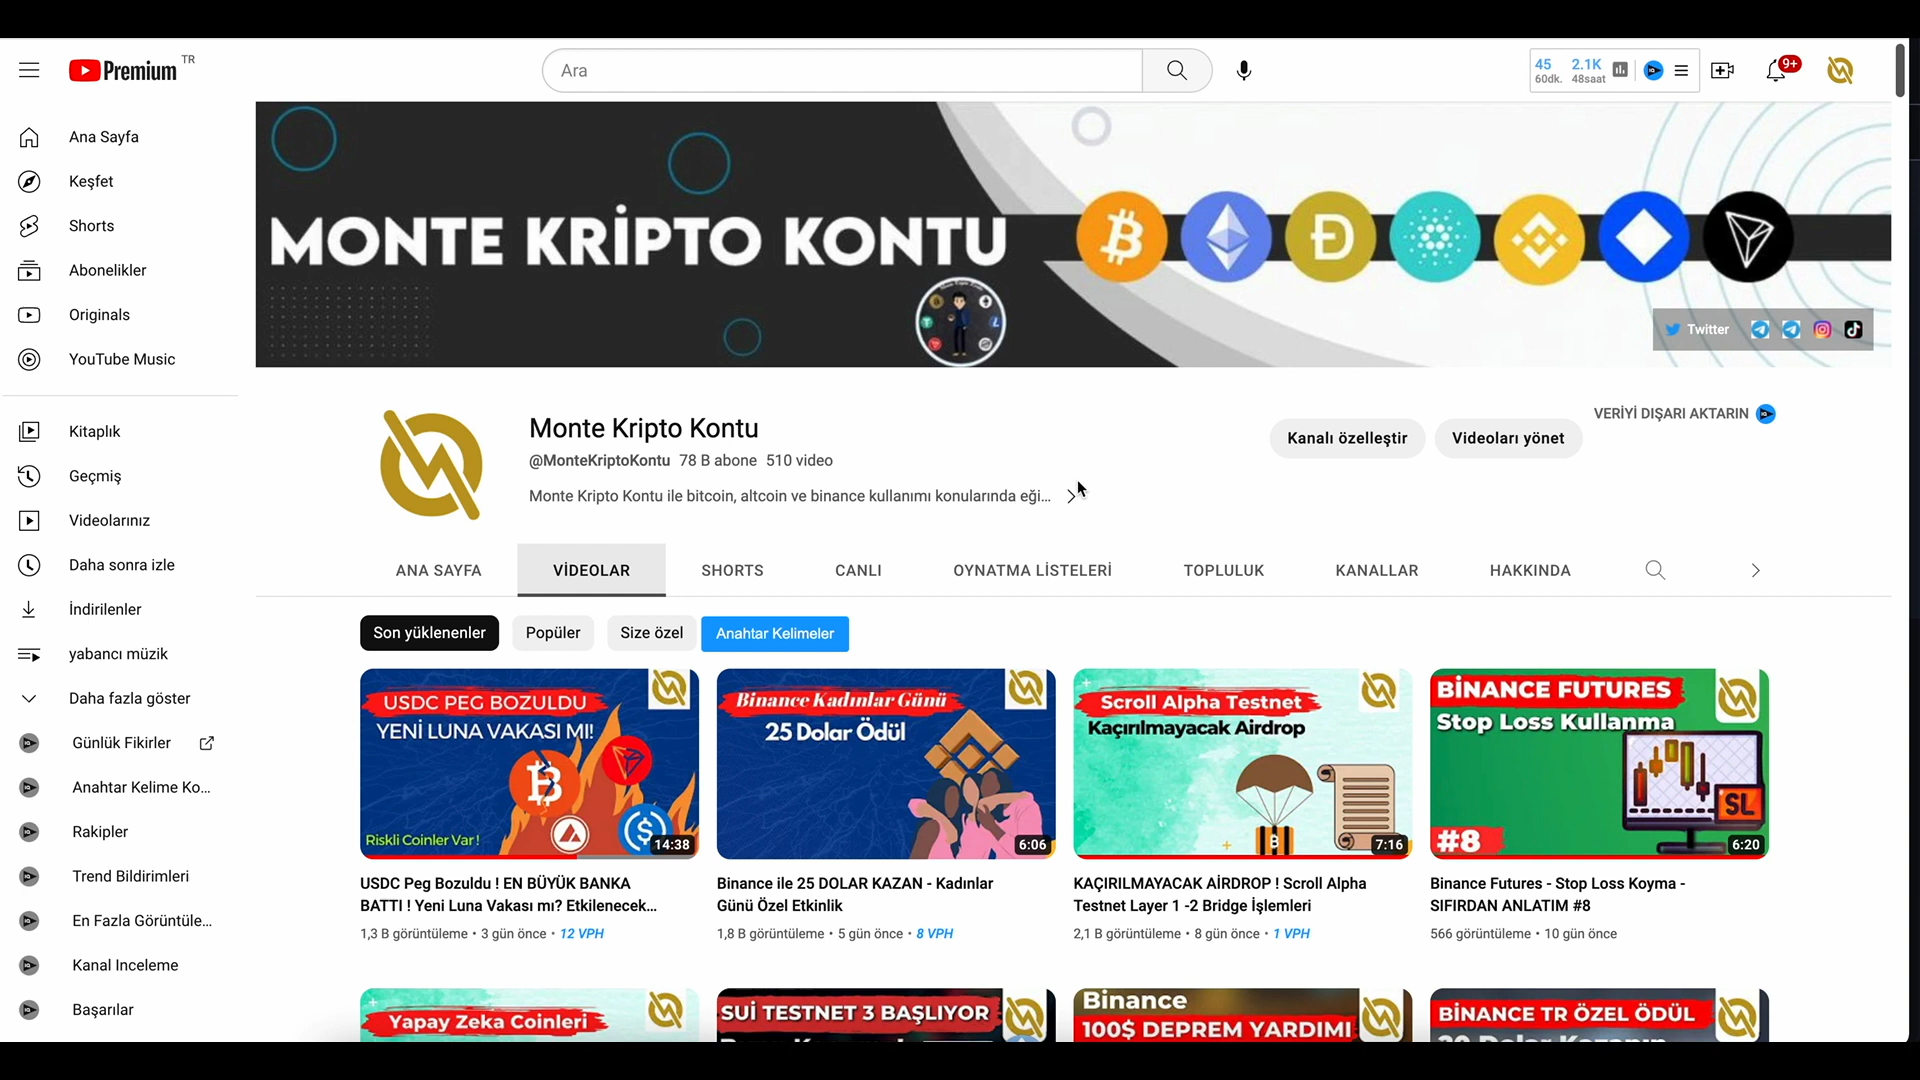 Premium TR
Ara
45 2.1K
60dk. 48saat
9+
Ana Sayfa
Keşfet
Shorts
Abonelikler
Originals
YouTube Music
Kitaplık
Geçmiş
Videolarınız
Daha sonra izle
İndirilenler
yabancı müzik
Daha fazla göster
Günlük Fikirler
Anahtar Kelime Ko...
Rakipler
Trend Bildirimleri
En Fazla Görüntüle...
Kanal Inceleme
Başarılar
MONTE KRİPTO KONTU
Twitter
Monte Kripto Kontu
@MonteKriptoKontu 78 B abone 510 video
Monte Kripto Kontu ile bitcoin, altcoin ve binance kullanımı konularında eği...
Kanalı özelleştir
Videoları yönet
VERİYİ DIŞARI AKTARIN
ANA SAYFA VİDEOLAR SHORTS CANLI OYNATMA LİSTELERİ TOPLULUK KANALLAR HAKKINDA
Son yüklenenler Popüler Size özel Anahtar Kelimeler
USDC PEG BOZULDU
YENİ LUNA VAKASI MI!
Riskli Coinler Var !
14:38
USDC Peg Bozuldu ! EN BÜYÜK BANKA
BATTI ! Yeni Luna Vakası mı? Etkilenecek...
1,3 B görüntüleme • 3 gün önce • 12 VPH
Binance Kadınlar Günü
25 Dolar Ödül
6:06
Binance ile 25 DOLAR KAZAN - Kadınlar
Günü Özel Etkinlik
1,8 B görüntüleme • 5 gün önce • 8 VPH
Scroll Alpha Testnet
Kaçırılmayacak Airdrop
7:16
KAÇIRILMAYACAK AİRDROP ! Scroll Alpha
Testnet Layer 1 -2 Bridge İşlemleri
2,1 B görüntüleme • 8 gün önce • 1 VPH
BİNANCE FUTURES
Stop Loss Kullanma
SL
#8
6:20
Binance Futures - Stop Loss Koyma -
SIFIRDAN ANLATIM #8
566 görüntüleme • 10 gün önce
Yapay Zeka Coinleri
SUİ TESTNET 3 BAŞLIYOR
Binance
100$ DEPREM YARDIMI
BİNANCE TR ÖZEL ÖDÜL